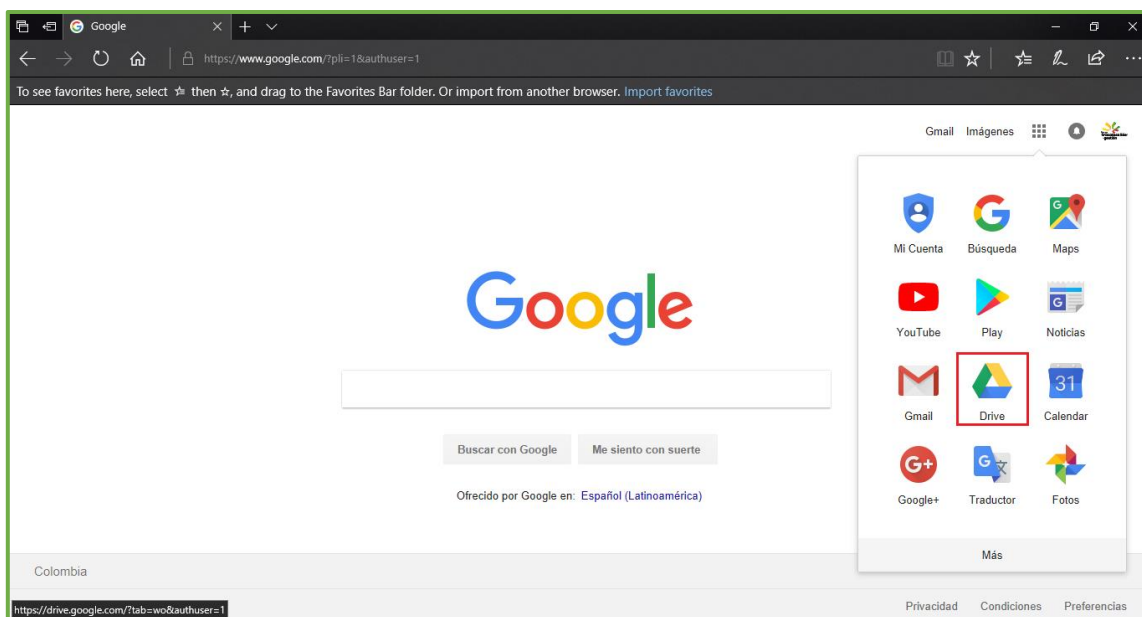 Google
https://www.google.com/?pli=1&authuser=1
To see favorites here, select then, and drag to the Favorites Bar folder. Or import from another browser. Import favorites
Gmail Imágenes
Mi Cuenta Búsqueda Maps
YouTube Play Noticias
31
Gmail Drive Calendar
G+
Google+ Traductor Fotos
Más
Google
Buscar con Google Me siento con suerte
Ofrecido por Google en: Español (Latinoamérica)
Colombia
https://drive.google.com/?tab=wo&authuser=1
Privacidad Condiciones Preferencias